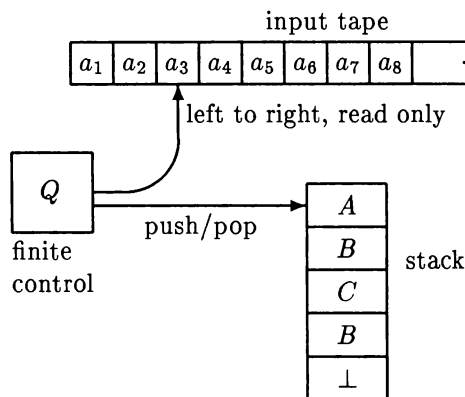 input tape
a₁ a₂ a₃ a₄ a₅ a₆ a₇ a₈ ·
left to right, read only
Q
push/pop
finite
control
A
B
stack
C
B
⊥